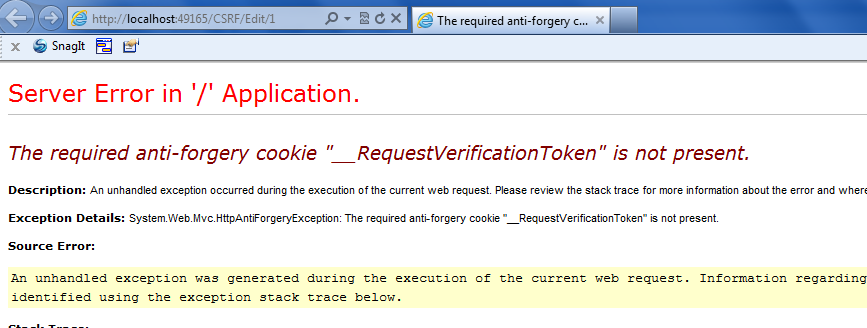 http://localhost:49165/CSRF/Edit/1
The required anti-forgery c...
SnagIt
Server Error in '/' Application.
The required anti-forgery cookie "__RequestVerificationToken" is not present.
Description: An unhandled exception occurred during the execution of the current web request. Please review the stack trace for more information about the error and where
Exception Details: System.Web.Mvc.HttpAntiForgeryException: The required anti-forgery cookie "__RequestVerificationToken" is not present.
Source Error:
An unhandled exception was generated during the execution of the current web request. Information regarding
identified using the exception stack trace below.
Stack Trace: